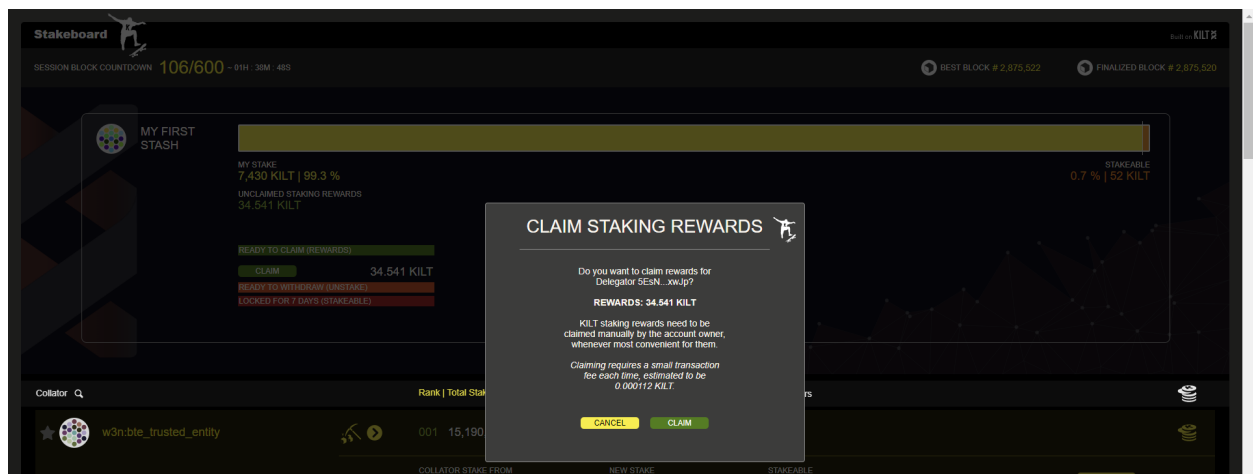 Stakeboard
Built on KILT
SESSION BLOCK COUNTDOWN 106/600 ~ 01H : 38M : 48S
BEST BLOCK # 2,875,522
FINALIZED BLOCK # 2,875,520
MY FIRST
STASH
MY STAKE
7,430 KILT | 99.3 %
STAKEABLE
0.7 % | 52 KILT
UNCLAIMED STAKING REWARDS
34.541 KILT
READY TO CLAIM (REWARDS)
CLAIM 34.541 KILT
READY TO WITHDRAW (UNSTAKE)
LOCKED FOR 7 DAYS (STAKEABLE)
CLAIM STAKING REWARDS
Do you want to claim rewards for
Delegator 5EsN...xwJp?
REWARDS: 34.541 KILT
KILT staking rewards need to be
claimed manually by the account owner,
whenever most convenient for them.
Claiming requires a small transaction
fee each time, estimated to be
0.000112 KILT.
CANCEL CLAIM
Collator
Rank | Total
w3n:bte_trusted_entity
001 15,190
COLLATOR STAKE FROM NEW STAKE STAKEABLE